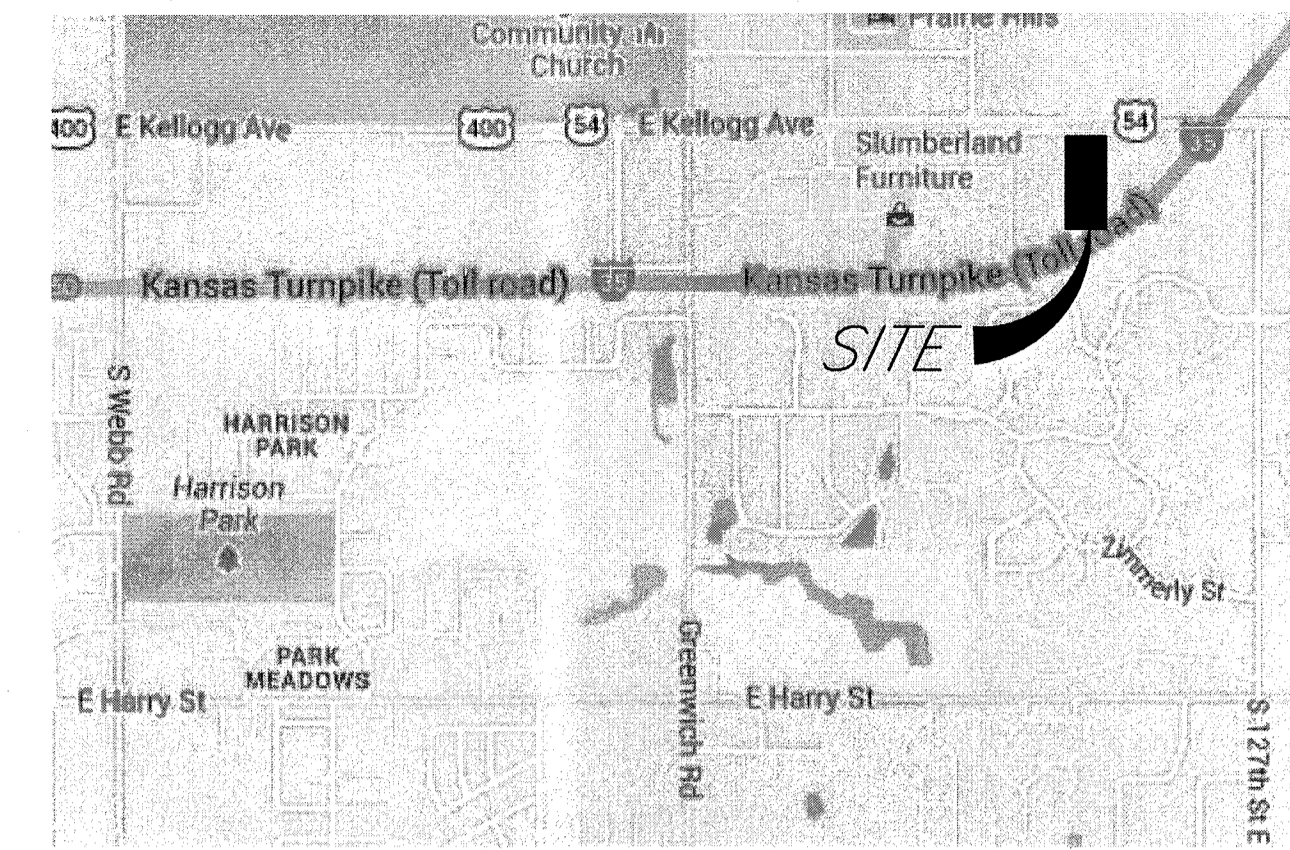 Community
Church
Prairie Hills
400
E Kellogg Ave
400
54
E Kellogg Ave
54
35
Slumberland
Furniture
Kansas Turnpike (Toll road)
35
Kansas Turnpike (Toll road)
SITE
S Webb Rd
HARRISON
PARK
Harrison
Park
Zimmerly St
PARK
MEADOWS
Greenwich Rd
E Harry St
E Harry St
S 127th St E